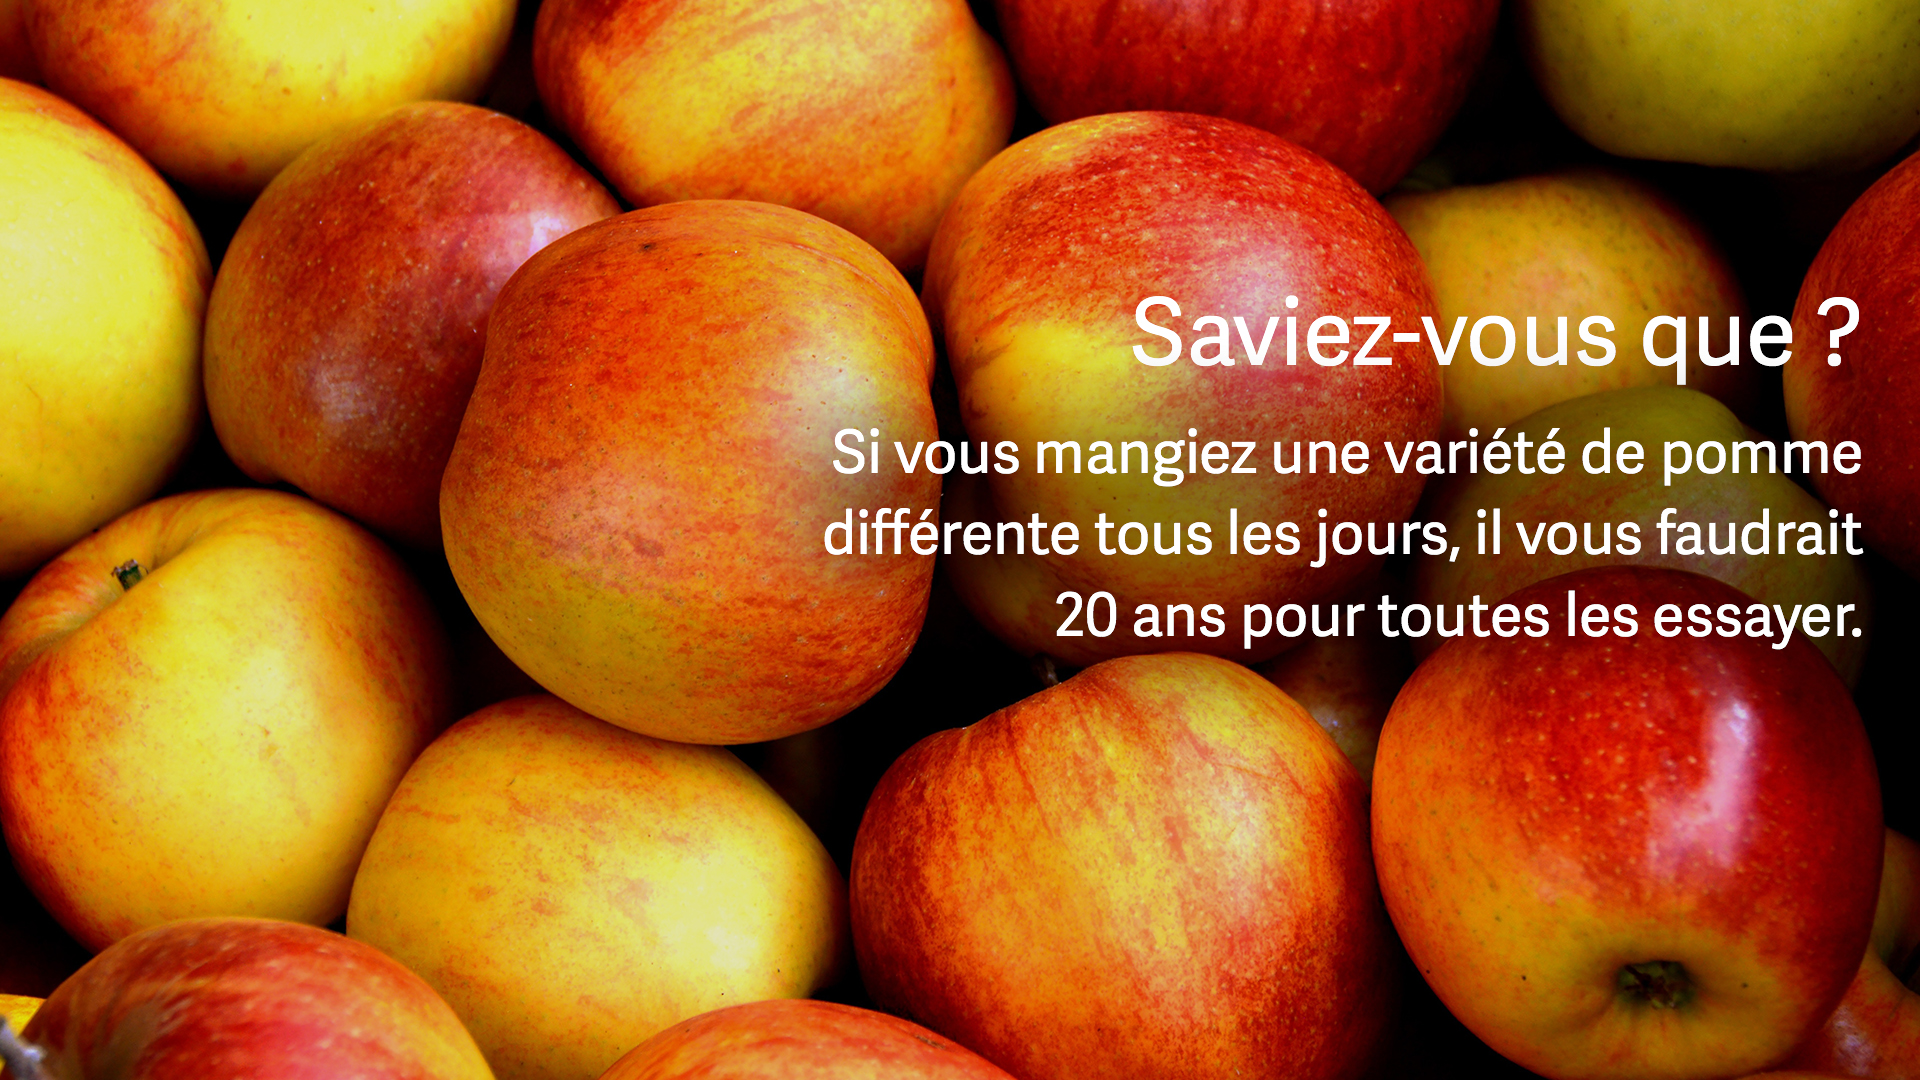 Saviez-vous que ?
Si vous mangiez une variété de pomme
différente tous les jours, il vous faudrait
20 ans pour toutes les essayer.